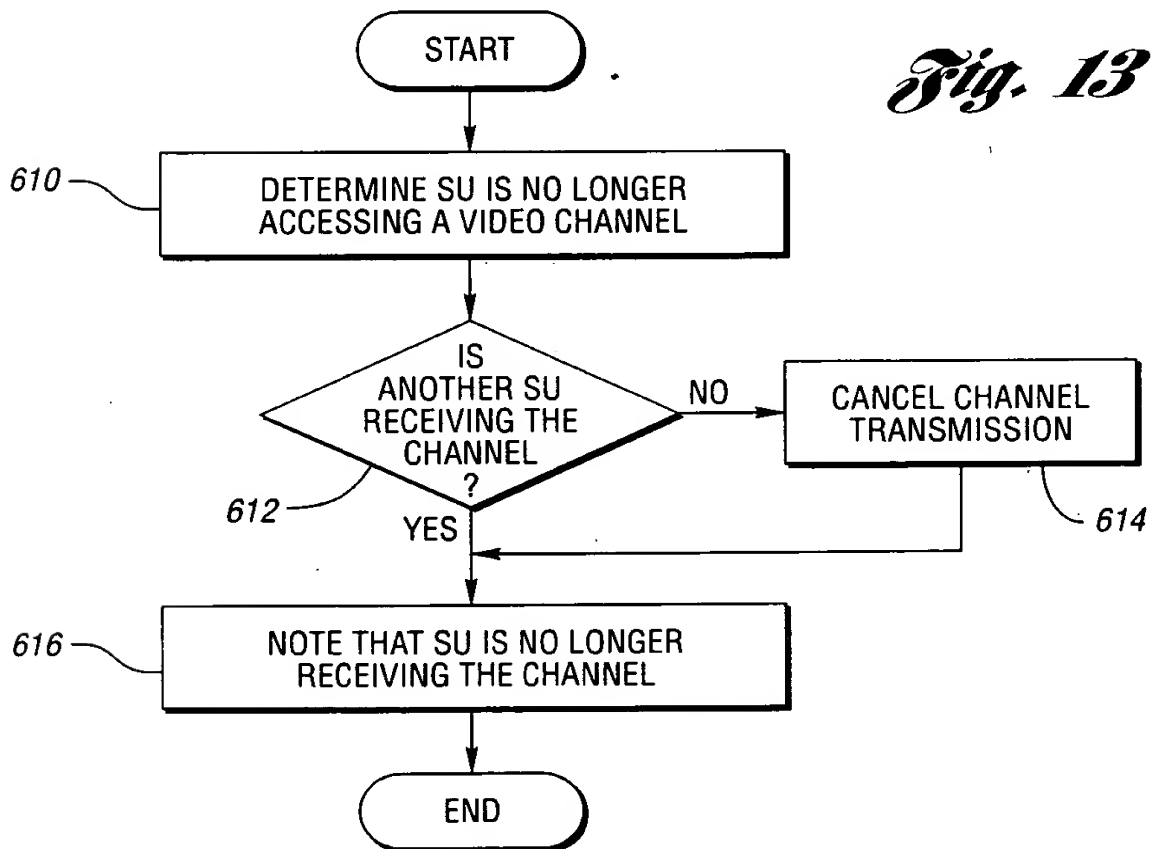 START
Fig. 13
610
DETERMINE SU IS NO LONGER
ACCESSING A VIDEO CHANNEL
IS
ANOTHER SU
RECEIVING THE
CHANNEL
?
NO
CANCEL CHANNEL
TRANSMISSION
612
YES
614
616
NOTE THAT SU IS NO LONGER
RECEIVING THE CHANNEL
END